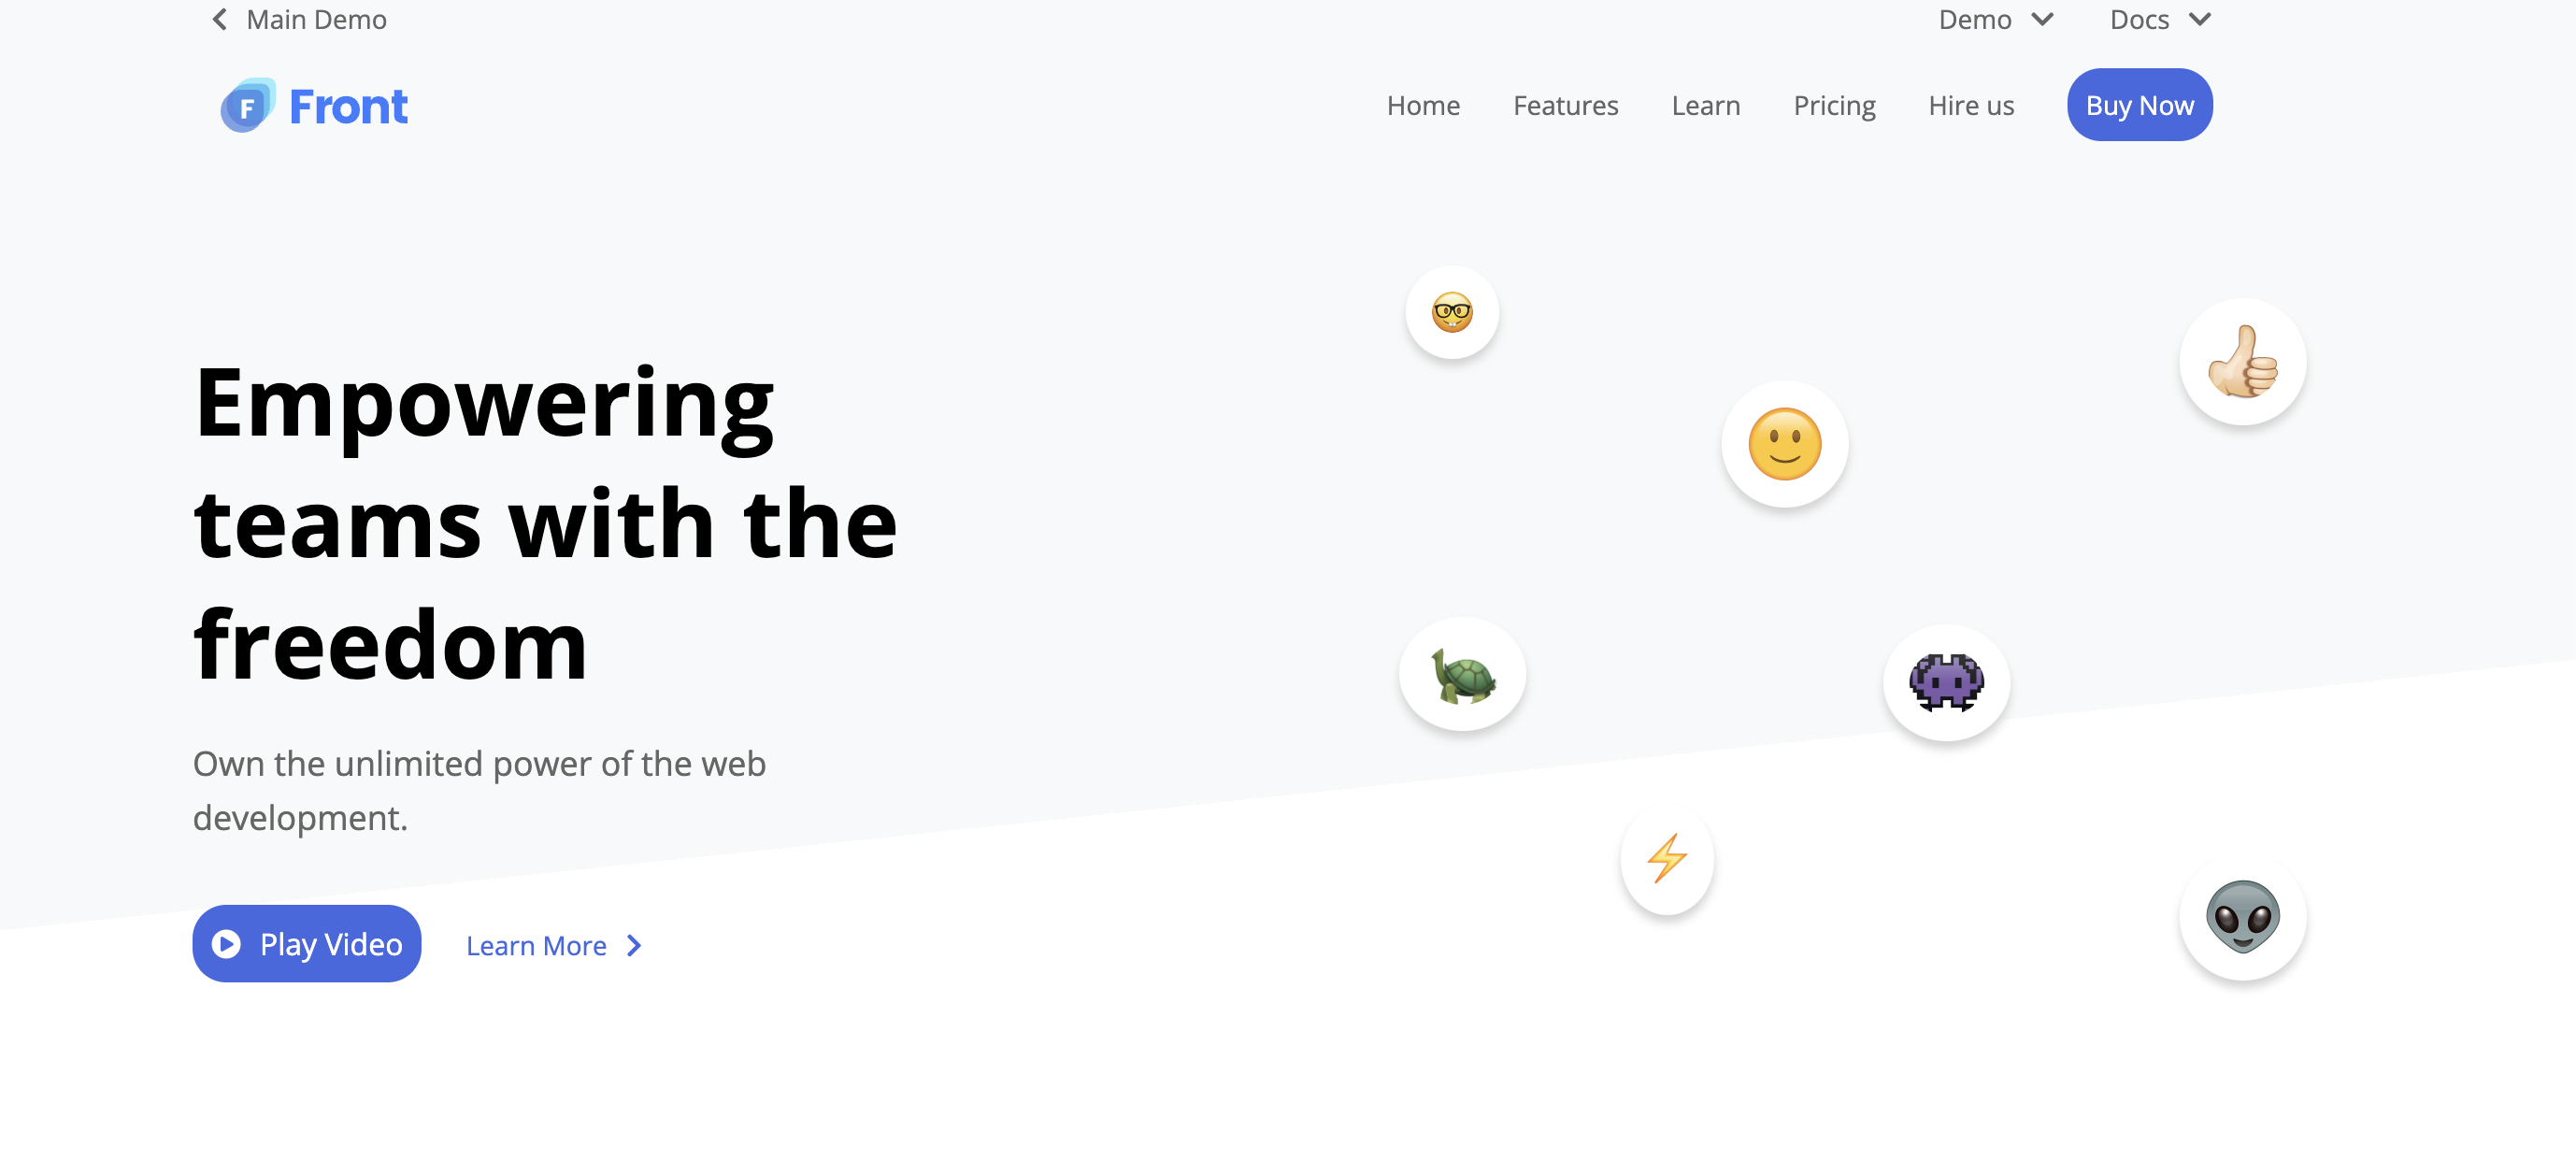 Main Demo
Demo
Docs
F Front
Home
Features
Learn
Pricing
Hire us
Buy Now
Empowering
teams with the
freedom
Own the unlimited power of the web
development.
Play Video
Learn More